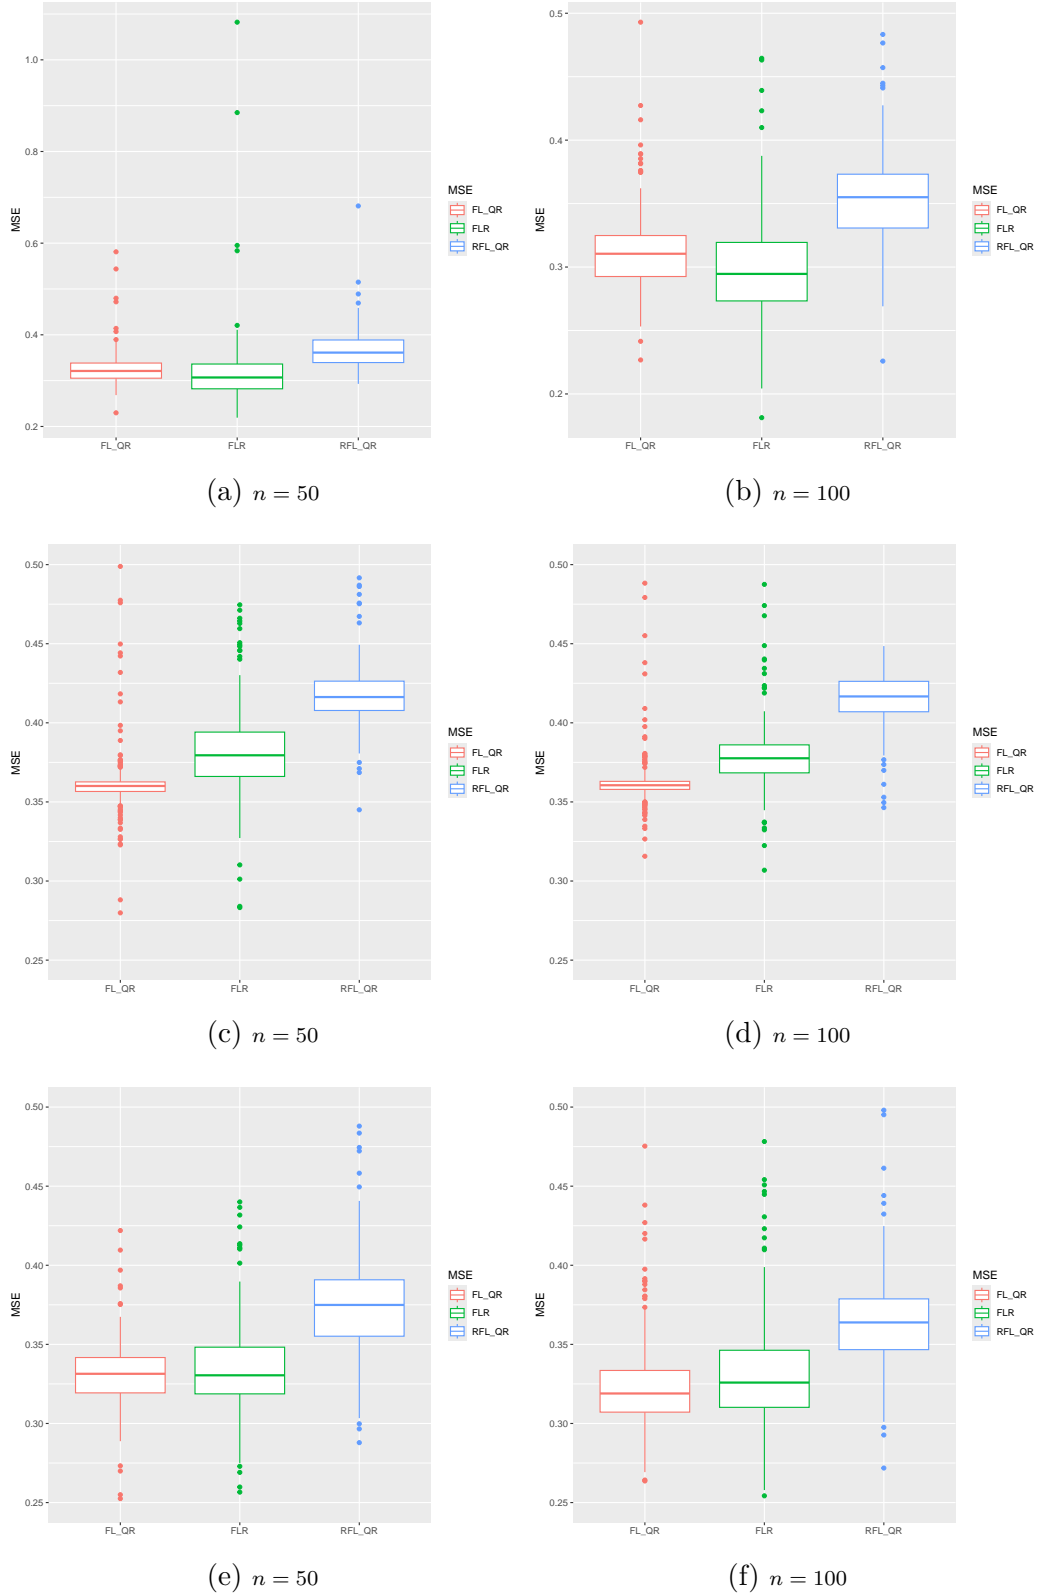 MSE
1.0
0.8
0.6
0.4
0.2
FL_QR FLR RFL_QR
MSE
FL_QR
FLR
RFL_QR
(a) n = 50
MSE
0.5
0.4
0.3
0.2
FL_QR FLR RFL_QR
MSE
FL_QR
FLR
RFL_QR
(b) n = 100
MSE
0.50
0.45
0.40
0.35
0.30
0.25
FL_QR FLR RFL_QR
MSE
FL_QR
FLR
RFL_QR
(c) n = 50
MSE
0.50
0.45
0.40
0.35
0.30
0.25
FL_QR FLR RFL_QR
MSE
FL_QR
FLR
RFL_QR
(d) n = 100
MSE
0.50
0.45
0.40
0.35
0.30
0.25
FL_QR FLR RFL_QR
MSE
FL_QR
FLR
RFL_QR
(e) n = 50
MSE
0.50
0.45
0.40
0.35
0.30
0.25
FL_QR FLR RFL_QR
MSE
FL_QR
FLR
RFL_QR
(f) n = 100